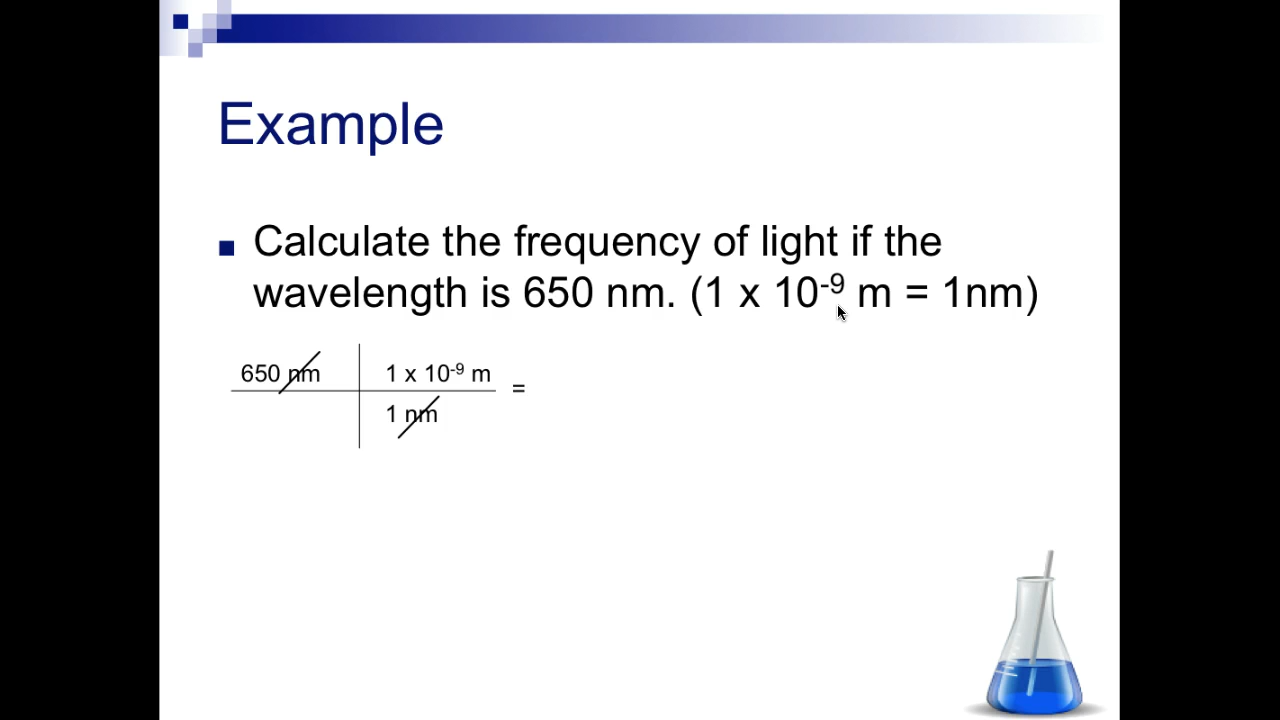 Example
Calculate the frequency of light if the
wavelength is 650 nm. (1 x 10⁻⁹ m = 1nm)
650 nm 1 x 10⁻⁹ m =
1 nm